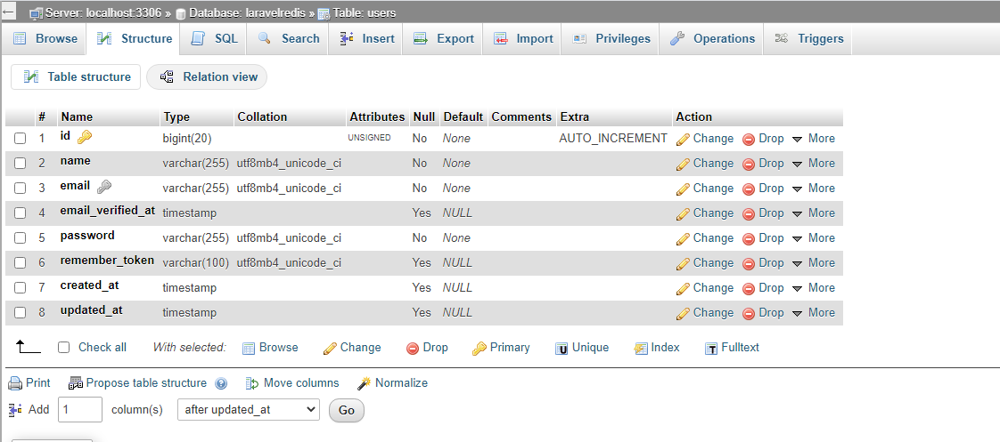 Server: localhost:3306 » Database: laravelredis » Table: users
Browse Structure SQL Search Insert Export Import Privileges Operations Triggers
Table structure Relation view
# Name Type Collation Attributes Null Default Comments Extra Action
1 id bigint(20) UNSIGNED No None AUTO_INCREMENT Change Drop More
2 name varchar(255) utf8mb4_unicode_ci No None Change Drop More
3 email varchar(255) utf8mb4_unicode_ci No None Change Drop More
4 email_verified_at timestamp Yes NULL Change Drop More
5 password varchar(255) utf8mb4_unicode_ci No None Change Drop More
6 remember_token varchar(100) utf8mb4_unicode_ci Yes NULL Change Drop More
7 created_at timestamp Yes NULL Change Drop More
8 updated_at timestamp Yes NULL Change Drop More
Check all With selected: Browse Change Drop Primary U Unique Index T Fulltext
Print Propose table structure ? Move columns Normalize
Add 1 column(s) after updated_at Go